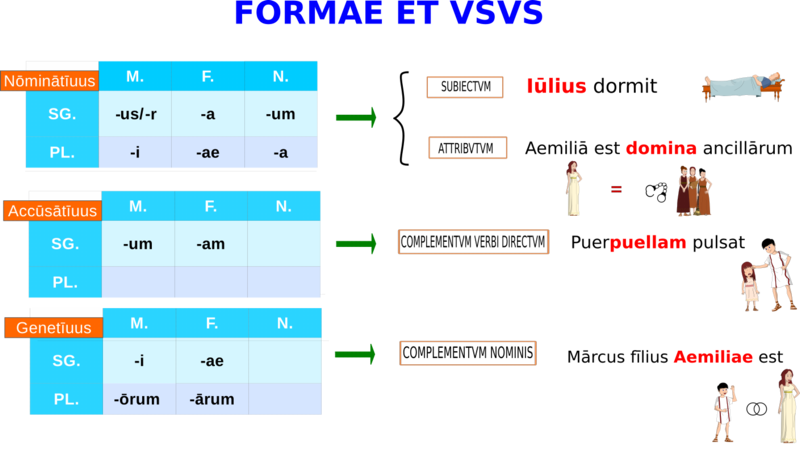 FORMAE ET VSVS
Nōminātīuus M. F. N.
SG. -us/-r -a -um
PL. -i -ae -a
SUBIECTVM
Iūlius dormit
ATTRIBVTVM
Aemiliā est domina ancillārum
=
Accūsātīuus M. F. N.
SG. -um -am
PL.
COMPLEMENTVM VERBI DIRECTVM
Puerpuellam pulsat
Genetīuus M. F. N.
SG. -i -ae
PL. -ōrum -ārum
COMPLEMENTVM NOMINIS
Mārcus fīlius Aemiliae est